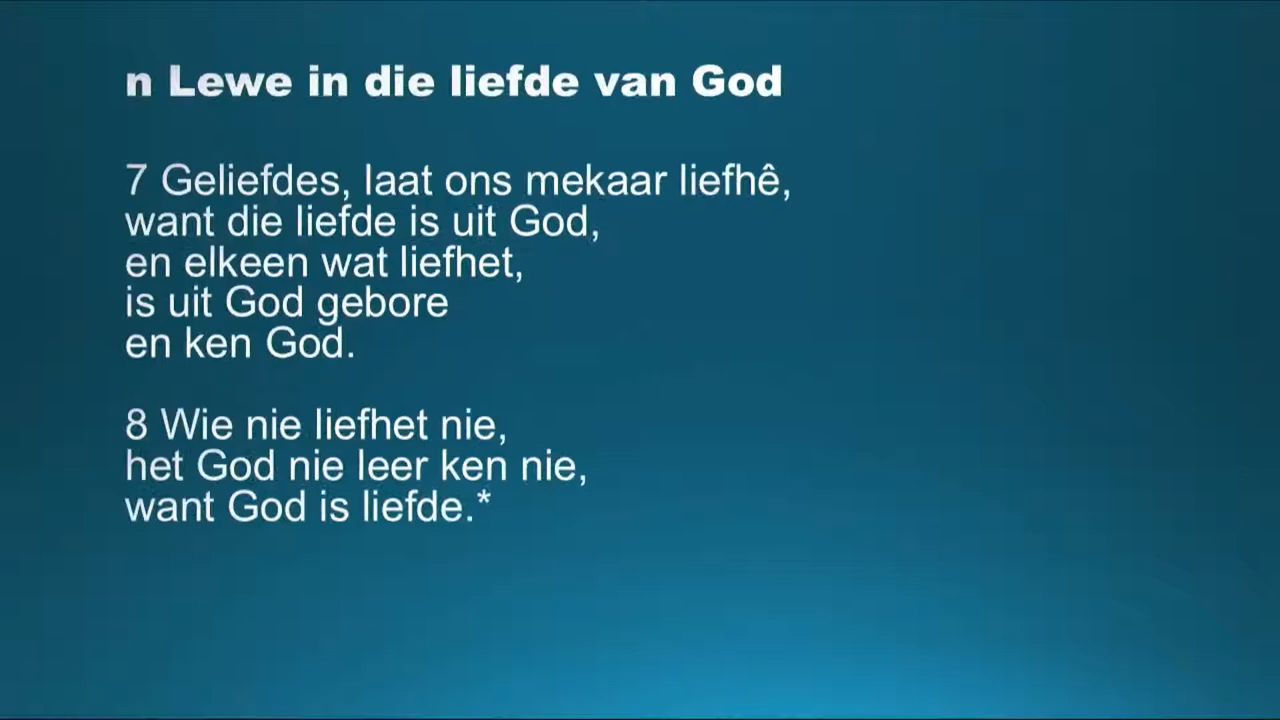 n Lewe in die liefde van God
7 Geliefdes, laat ons mekaar liefhê,
want die liefde is uit God,
en elkeen wat liefhet,
is uit God gebore
en ken God.
8 Wie nie liefhet nie,
het God nie leer ken nie,
want God is liefde.*